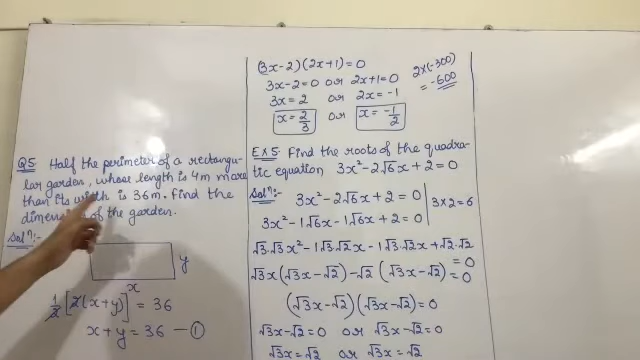 Q5 Half the perimeter of a rectangu-
lar garden, whose length is 4m more
than its width is 36m. Find the
dimensions of the garden.
Solⁿ:-
y
x
1/2 [2(x+y)] = 36
x+y = 36 — ①
(3x-2)(2x+1)=0
3x-2=0 or 2x+1=0
3x=2 or 2x=-1
x=2/3 or x=-1/2
2×(-300)
=-600
EX5 Find the roots of the quadra-
tic equation 3x²-2√6x+2=0
Solⁿ:- 3x²-2√6x+2=0
3×2=6
3x²-1√6x-1√6x+2=0
√3.√3x²-1√3.√2x-1√3.√2x+√2.√2
=0
√3x(√3x-√2)-√2(√3x-√2)=0
(√3x-√2)(√3x-√2)=0
√3x-√2=0 or √3x-√2=0
√3x=√2 or √3x=√2